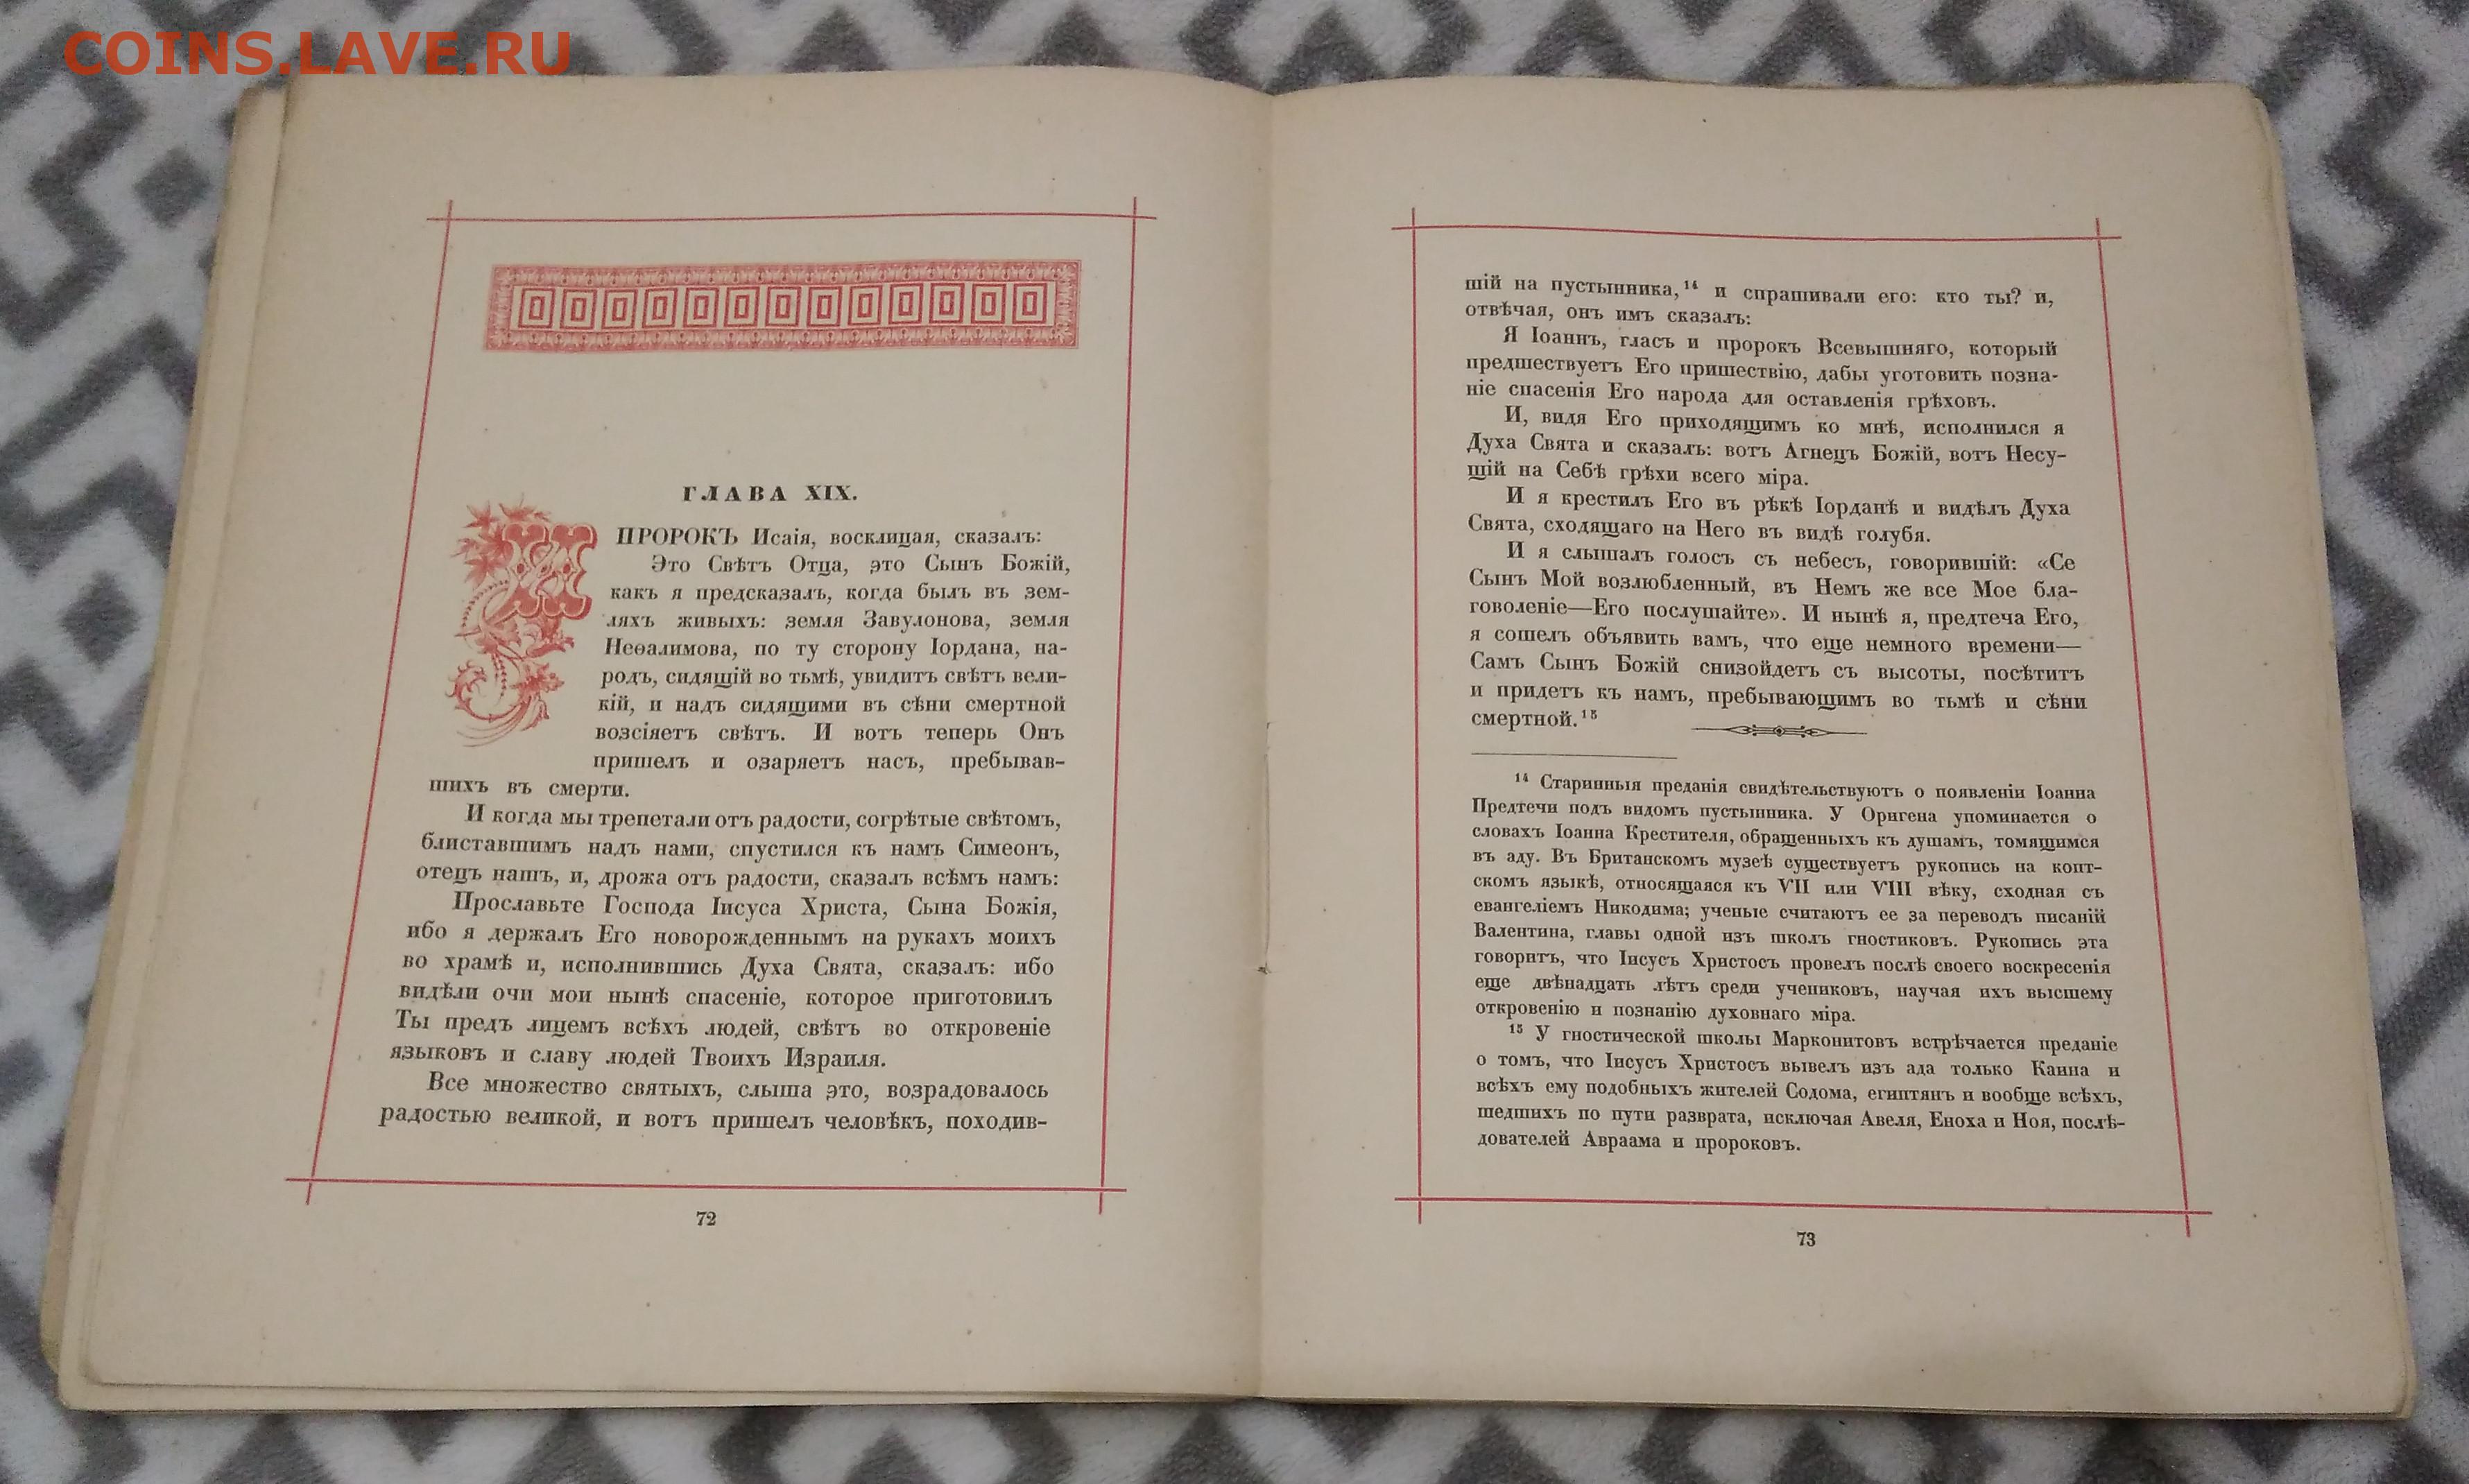 COINS.LAVE.RU
ГЛАВА XIX.
И ПРОРОКЪ Исаія, восклицая, сказалъ:
Это Свѣтъ Отца, это Сынъ Божій,
какъ я предсказалъ, когда былъ въ зем-
ляхъ живыхъ: земля Завулонова, земля
Неѳалимова, по ту сторону Іордана, на-
родъ, сидящій во тьмѣ, увидитъ свѣтъ вели-
кій, и надъ сидящими въ сѣни смертной
возсіяетъ свѣтъ. И вотъ теперь Онъ
пришелъ и озаряетъ насъ, пребывав-
шихъ въ смерти.
И когда мы трепетали отъ радости, согрѣтые свѣтомъ,
блиставшимъ надъ нами, спустился къ намъ Симеонъ,
отецъ нашъ, и, дрожа отъ радости, сказалъ всѣмъ намъ:
Прославьте Господа Іисуса Христа, Сына Божія,
ибо я держалъ Его новорожденнымъ на рукахъ моихъ
во храмѣ и, исполнившись Духа Свята, сказалъ: ибо
видѣли очи мои нынѣ спасеніе, которое приготовилъ
Ты предъ лицемъ всѣхъ людей, свѣтъ во откровеніе
языковъ и славу людей Твоихъ Израиля.
Все множество святыхъ, слыша это, возрадовалось
радостью великой, и вотъ пришелъ человѣкъ, походив-
72
шій на пустынника,¹⁴ и спрашивали его: кто ты? и,
отвѣчая, онъ имъ сказалъ:
Я Іоаннъ, гласъ и пророкъ Всевышняго, который
предшествуетъ Его пришествію, дабы уготовить позна-
ніе спасенія Его народа для оставленія грѣховъ.
И, видя Его приходящимъ ко мнѣ, исполнился я
Духа Свята и сказалъ: вотъ Агнецъ Божій, вотъ Несу-
щій на Себѣ грѣхи всего міра.
И я крестилъ Его въ рѣкѣ Іорданѣ и видѣлъ Духа
Свята, сходящаго на Него въ видѣ голубя.
И я слышалъ голосъ съ небесъ, говорившій: «Се
Сынъ Мой возлюбленный, въ Немъ же все Мое бла-
говоленіе—Его послушайте». И нынѣ я, предтеча Его,
я сошелъ объявить вамъ, что еще немного времени—
Самъ Сынъ Божій снизойдетъ съ высоты, посѣтитъ
и придетъ къ намъ, пребывающимъ во тьмѣ и сѣни
смертной.¹⁵
¹⁴ Старинныя преданія свидѣтельствуютъ о появленіи Іоанна
Предтечи подъ видомъ пустынника. У Оригена упоминается о
словахъ Іоанна Крестителя, обращенныхъ къ душамъ, томящимся
въ аду. Въ Британскомъ музеѣ существуетъ рукопись на копт-
скомъ языкѣ, относящаяся къ VII или VIII вѣку, сходная съ
евангеліемъ Никодима; ученые считаютъ ее за переводъ писаній
Валентина, главы одной изъ школъ гностиковъ. Рукопись эта
говоритъ, что Іисусъ Христосъ провелъ послѣ своего воскресенія
еще двѣнадцать лѣтъ среди учениковъ, научая ихъ высшему
откровенію и познанію духовнаго міра.
¹⁵ У гностической школы Марконитовъ встрѣчается преданіе
о томъ, что Іисусъ Христосъ вывелъ изъ ада только Каина и
всѣхъ ему подобныхъ жителей Содома, египтянъ и вообще всѣхъ,
шедшихъ по пути разврата, исключая Авеля, Еноха и Ноя, послѣ-
дователей Авраама и пророковъ.
73